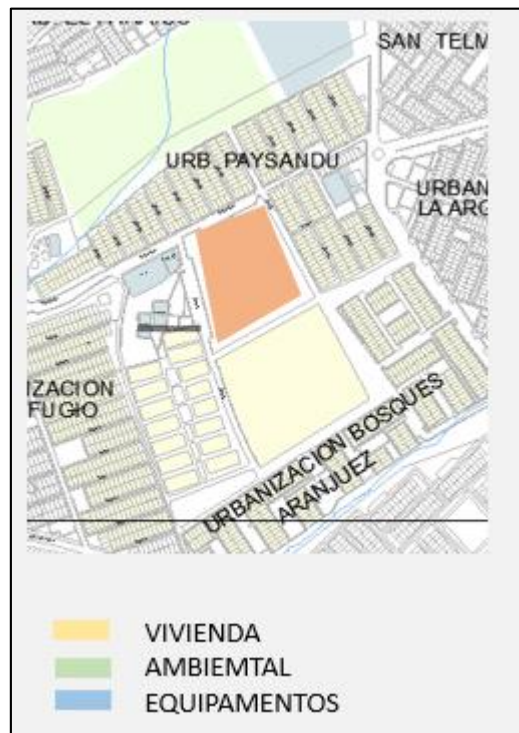 SAN TELM
URB. PAYSANDU
URBAN
LA ARG
IZACION
FUGIO
URBANIZACION BOSQUES
ARANJUEZ
VIVIENDA
AMBIEMTAL
EQUIPAMENTOS